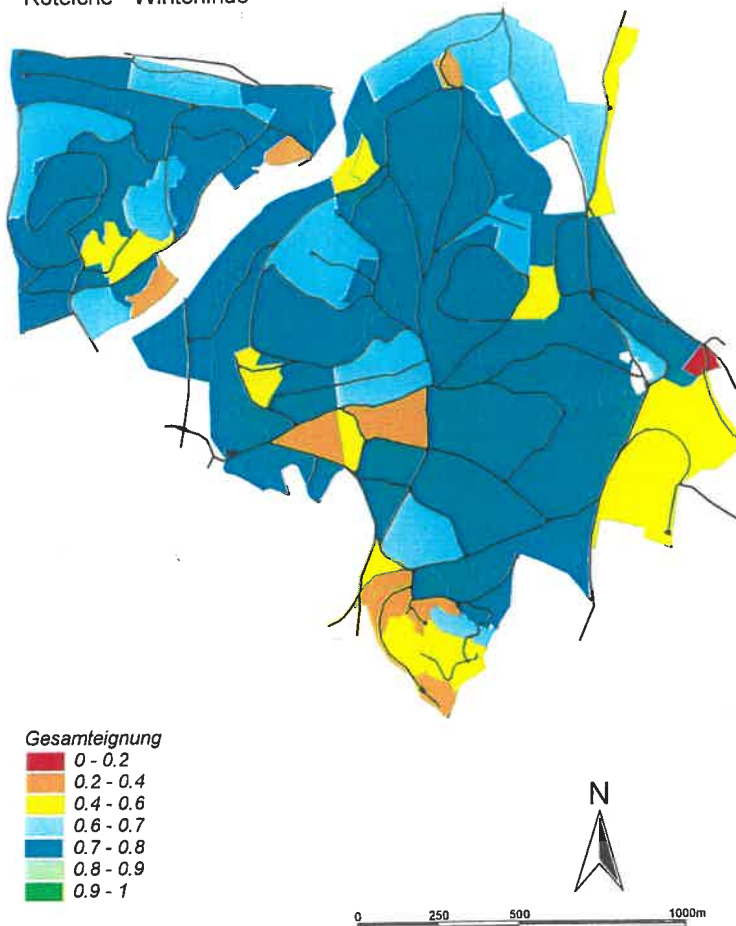 Roteiche - Winterlinde
Gesamteignung
0 - 0.2
0.2 - 0.4
0.4 - 0.6
0.6 - 0.7
0.7 - 0.8
0.8 - 0.9
0.9 - 1
N
0 250 500 1000m